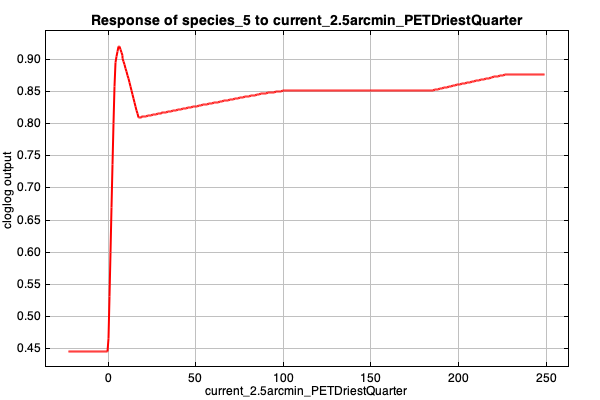 Response of species_5 to current_2.5arcmin_PETDriestQuarter
cloglog output
0.90
0.85
0.80
0.75
0.70
0.65
0.60
0.55
0.50
0.45
0 50 100 150 200 250
current_2.5arcmin_PETDriestQuarter